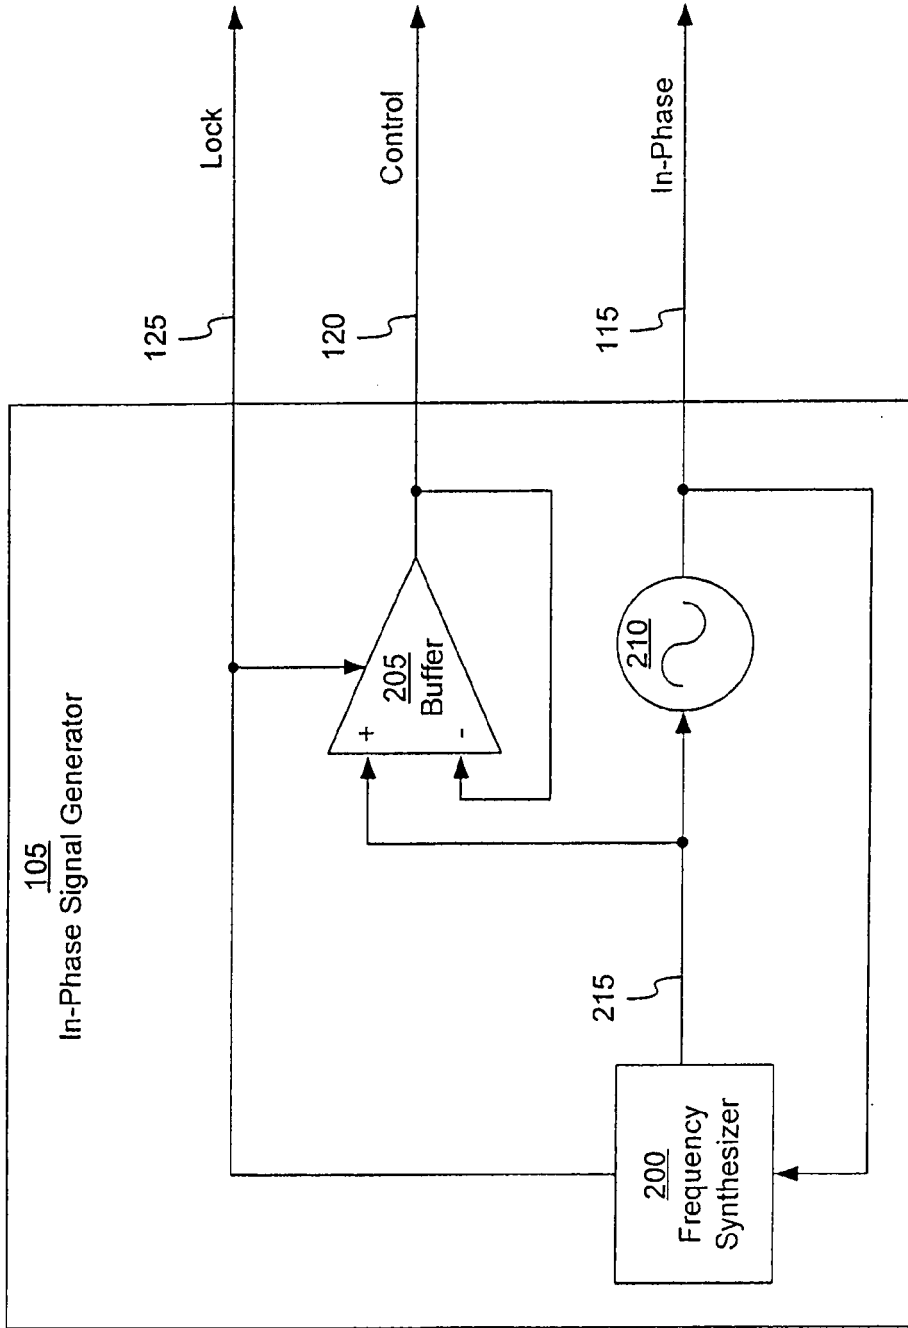 105
In-Phase Signal Generator
Lock
125
Control
120
In-Phase
115
205
Buffer
+
-
210
215
200
Frequency
Synthesizer